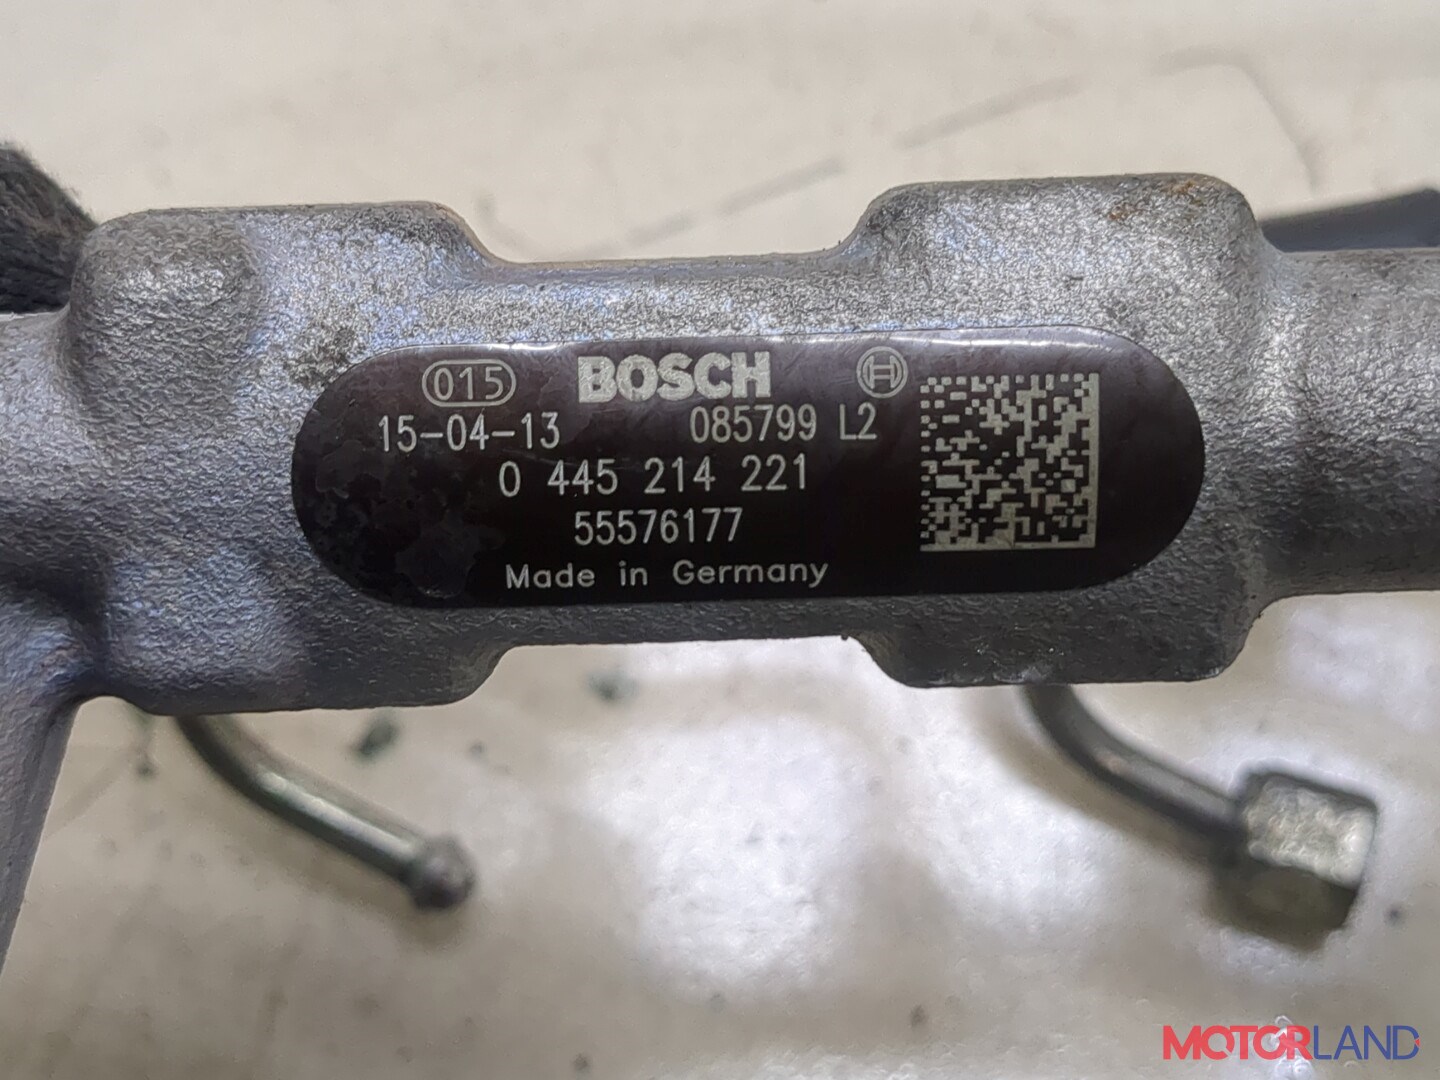 015 BOSCH
15-04-13 085799 L2
0 445 214 221
55576177
Made in Germany
MOTORLAND